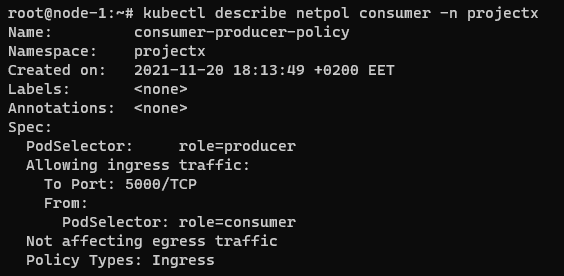 root@node-1:~# kubectl describe netpol consumer -n projectx
Name:         consumer-producer-policy
Namespace:    projectx
Created on:   2021-11-20 18:13:49 +0200 EET
Labels:       <none>
Annotations:  <none>
Spec:
  PodSelector:     role=producer
  Allowing ingress traffic:
    To Port: 5000/TCP
    From:
      PodSelector: role=consumer
  Not affecting egress traffic
  Policy Types: Ingress